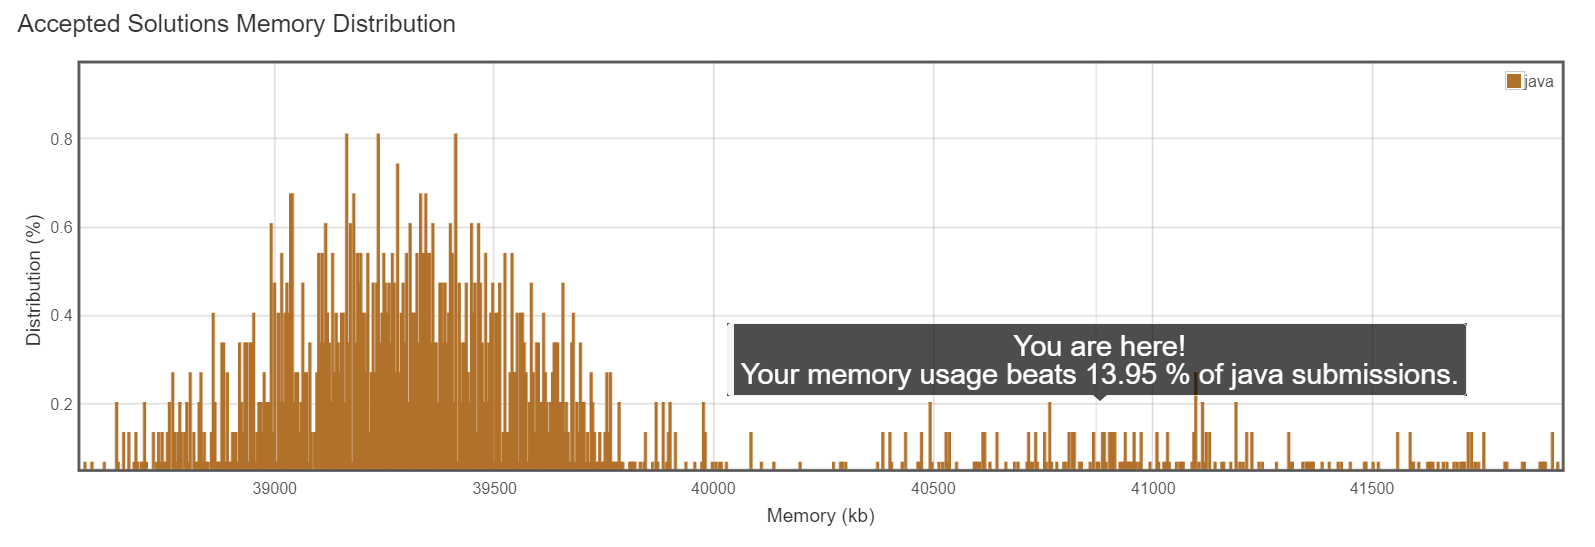 Accepted Solutions Memory Distribution
java
0.8
0.6
0.4
0.2
Distribution (%)
You are here!
Your memory usage beats 13.95 % of java submissions.
39000 39500 40000 40500 41000 41500
Memory (kb)